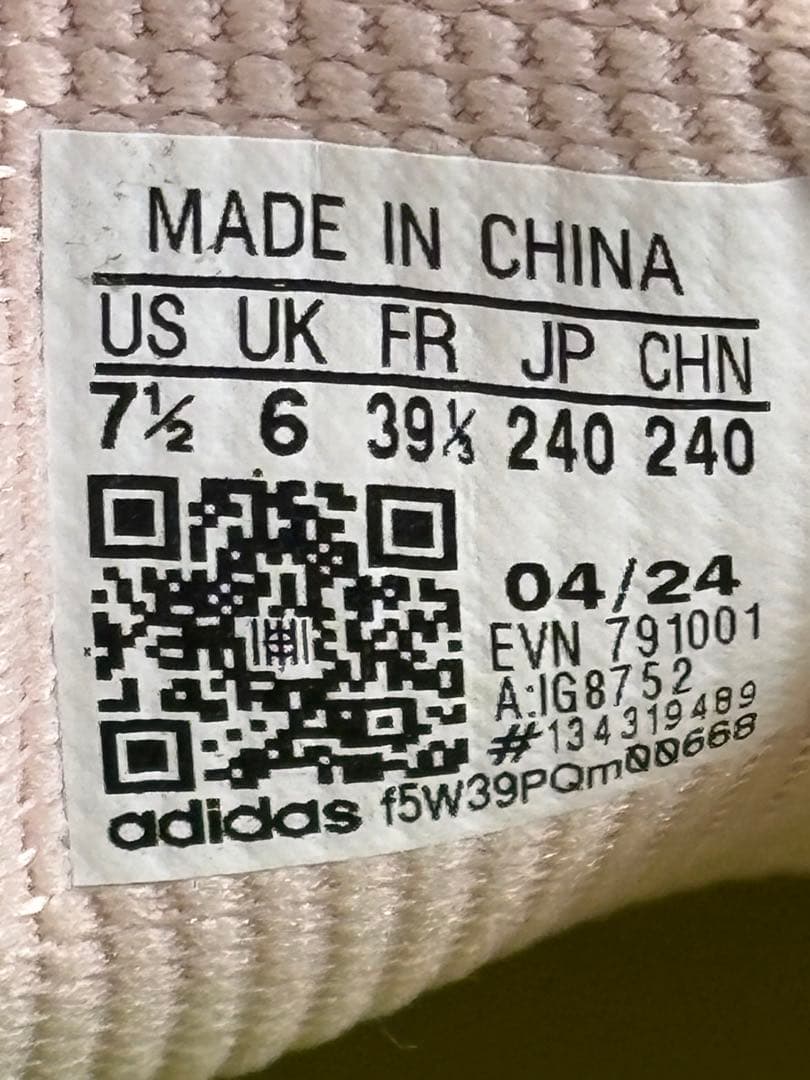 MADE IN CHINA
US UK FR JP CHN
7½ 6 39⅓ 240 240
04/24
EVN 791001
A:IG8752
#134319489
adidas f5W39PQm00668